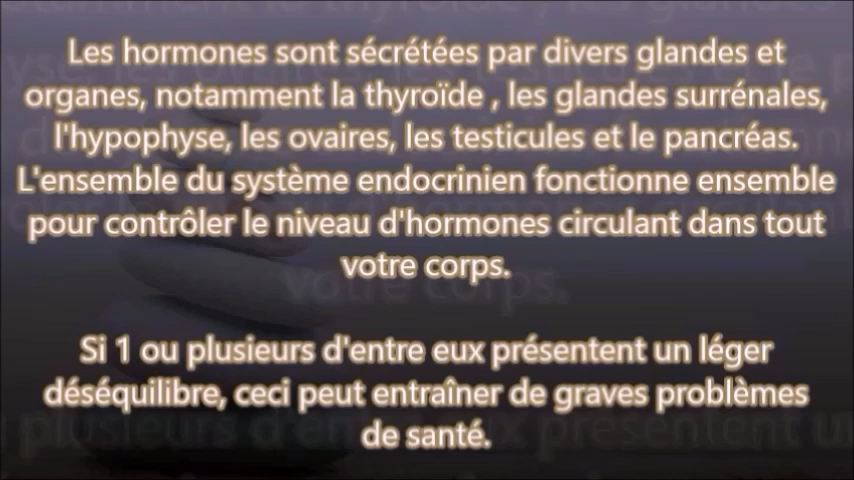 Les hormones sont sécrétées par divers glandes et
organes, notamment la thyroïde , les glandes surrénales,
l'hypophyse, les ovaires, les testicules et le pancréas.
L'ensemble du système endocrinien fonctionne ensemble
pour contrôler le niveau d'hormones circulant dans tout
votre corps.
Si 1 ou plusieurs d'entre eux présentent un léger
déséquilibre, ceci peut entraîner de graves problèmes
de santé.